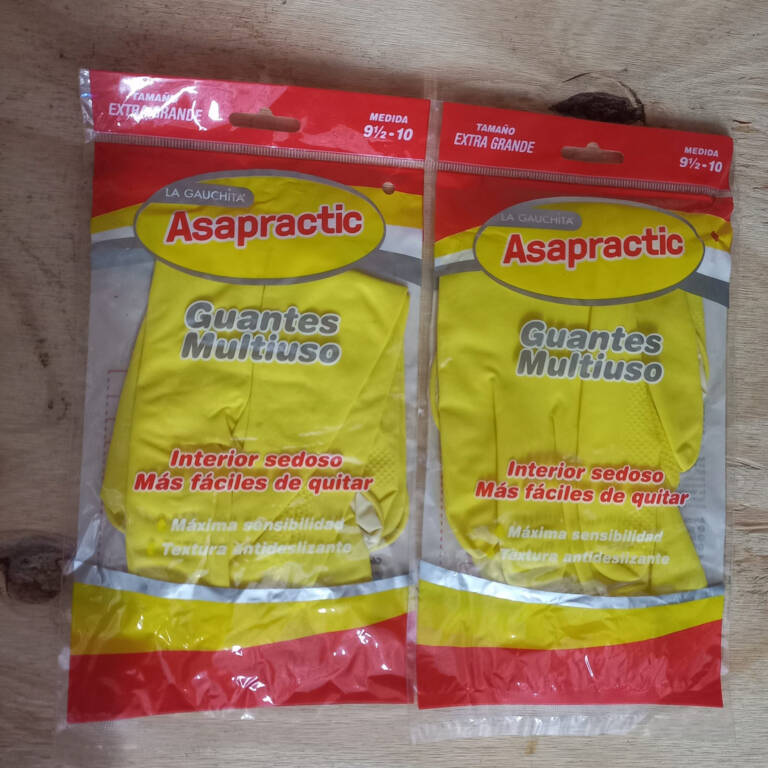 TAMAÑO
EXTRA GRANDE
MEDIDA
9½-10
LA GAUCHITA
Asapractic
Guantes
Multiuso
Interior sedoso
Más fáciles de quitar
Máxima sensibilidad
Textura antideslizante
TAMAÑO
EXTRA GRANDE
MEDIDA
9½-10
LA GAUCHITA
Asapractic
Guantes
Multiuso
Interior sedoso
Más fáciles de quitar
Máxima sensibilidad
Textura antideslizante